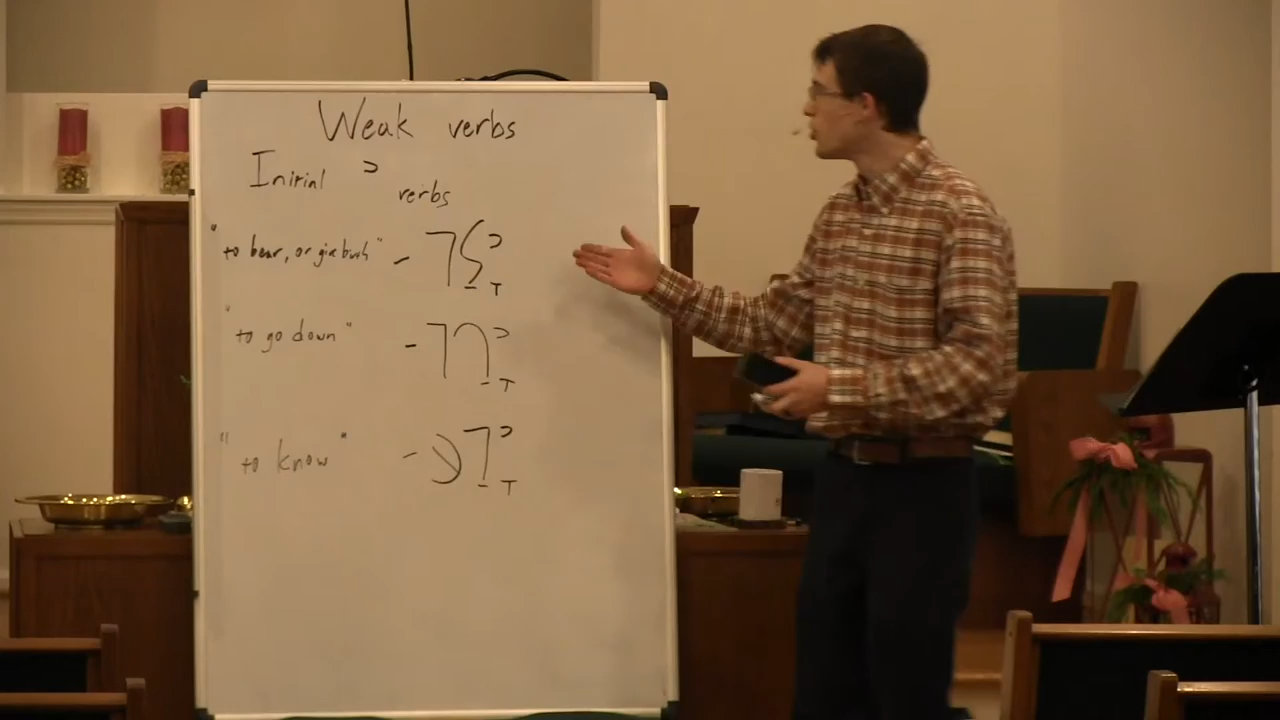 Weak verbs
Initial י verbs
"to bear, or give birth" - יָלַד
"to go down" - יָרַד
"to know" - יָדַע